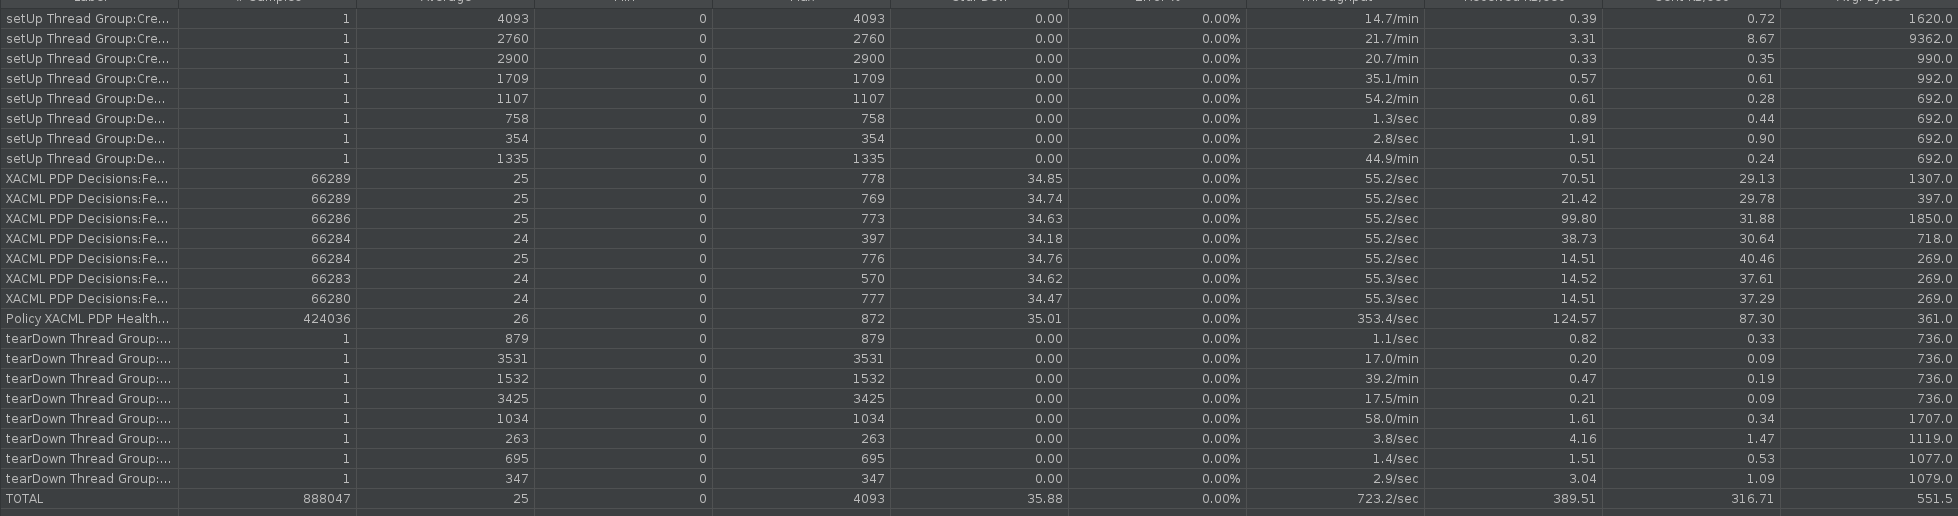 setUp Thread Group:Cre... 1 4093 0 4093 0.00 0.00% 14.7/min 0.39 0.72 1620.0
setUp Thread Group:Cre... 1 2760 0 2760 0.00 0.00% 21.7/min 3.31 8.67 9362.0
setUp Thread Group:Cre... 1 2900 0 2900 0.00 0.00% 20.7/min 0.33 0.35 990.0
setUp Thread Group:Cre... 1 1709 0 1709 0.00 0.00% 35.1/min 0.57 0.61 992.0
setUp Thread Group:De... 1 1107 0 1107 0.00 0.00% 54.2/min 0.61 0.28 692.0
setUp Thread Group:De... 1 758 0 758 0.00 0.00% 1.3/sec 0.89 0.44 692.0
setUp Thread Group:De... 1 354 0 354 0.00 0.00% 2.8/sec 1.91 0.90 692.0
setUp Thread Group:De... 1 1335 0 1335 0.00 0.00% 44.9/min 0.51 0.24 692.0
XACML PDP Decisions:Fe... 66289 25 0 778 34.85 0.00% 55.2/sec 70.51 29.13 1307.0
XACML PDP Decisions:Fe... 66289 25 0 769 34.74 0.00% 55.2/sec 21.42 29.78 397.0
XACML PDP Decisions:Fe... 66286 25 0 773 34.63 0.00% 55.2/sec 99.80 31.88 1850.0
XACML PDP Decisions:Fe... 66284 24 0 397 34.18 0.00% 55.2/sec 38.73 30.64 718.0
XACML PDP Decisions:Fe... 66284 25 0 776 34.76 0.00% 55.2/sec 14.51 40.46 269.0
XACML PDP Decisions:Fe... 66283 24 0 570 34.62 0.00% 55.3/sec 14.52 37.61 269.0
XACML PDP Decisions:Fe... 66280 24 0 777 34.47 0.00% 55.3/sec 14.51 37.29 269.0
Policy XACML PDP Health... 424036 26 0 872 35.01 0.00% 353.4/sec 124.57 87.30 361.0
tearDown Thread Group:... 1 879 0 879 0.00 0.00% 1.1/sec 0.82 0.33 736.0
tearDown Thread Group:... 1 3531 0 3531 0.00 0.00% 17.0/min 0.20 0.09 736.0
tearDown Thread Group:... 1 1532 0 1532 0.00 0.00% 39.2/min 0.47 0.19 736.0
tearDown Thread Group:... 1 3425 0 3425 0.00 0.00% 17.5/min 0.21 0.09 736.0
tearDown Thread Group:... 1 1034 0 1034 0.00 0.00% 58.0/min 1.61 0.34 1707.0
tearDown Thread Group:... 1 263 0 263 0.00 0.00% 3.8/sec 4.16 1.47 1119.0
tearDown Thread Group:... 1 695 0 695 0.00 0.00% 1.4/sec 1.51 0.53 1077.0
tearDown Thread Group:... 1 347 0 347 0.00 0.00% 2.9/sec 3.04 1.09 1079.0
TOTAL 888047 25 0 4093 35.88 0.00% 723.2/sec 389.51 316.71 551.5